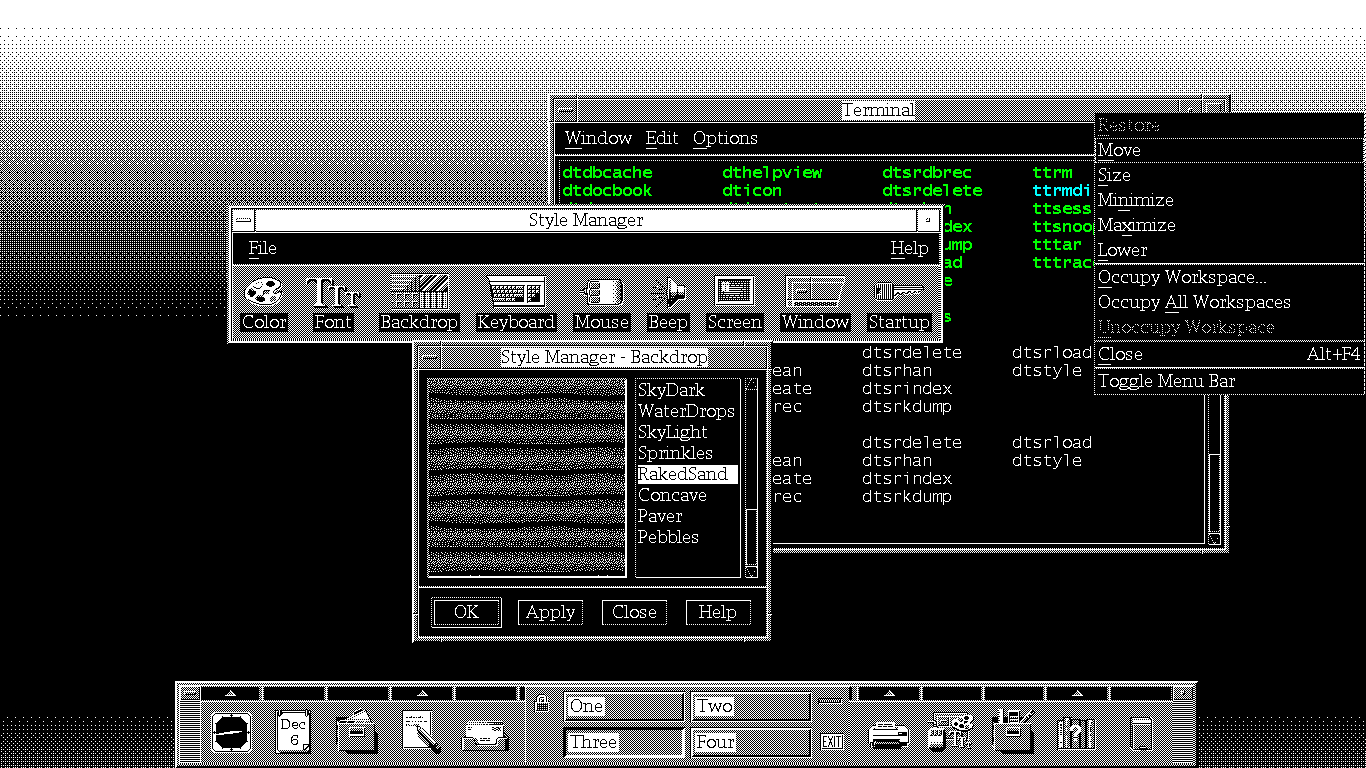 Terminal
Window Edit Options
dtdbcache dthelpview dtsrdbrec ttrm
dtdocbook dticon dtsrdelete ttrmdi
ttsess
dex ttsnoo
ump tttar
ad tttrac
e
s
dtsrdelete dtsrload
ean dtsrhan dtstyle
eate dtsrindex
rec dtsrkdump
dtsrdelete dtsrload
ean dtsrhan dtstyle
eate dtsrindex
rec dtsrkdump
Restore
Move
Size
Minimize
Maximize
Lower
Occupy Workspace...
Occupy All Workspaces
Unoccupy Workspace
Close Alt+F4
Toggle Menu Bar
Style Manager
File Help
Color Font Backdrop Keyboard Mouse Beep Screen Window Startup
Style Manager - Backdrop
SkyDark
WaterDrops
SkyLight
Sprinkles
RakedSand
Concave
Paver
Pebbles
OK Apply Close Help
Dec
6
One Two
Three Four
EXIT